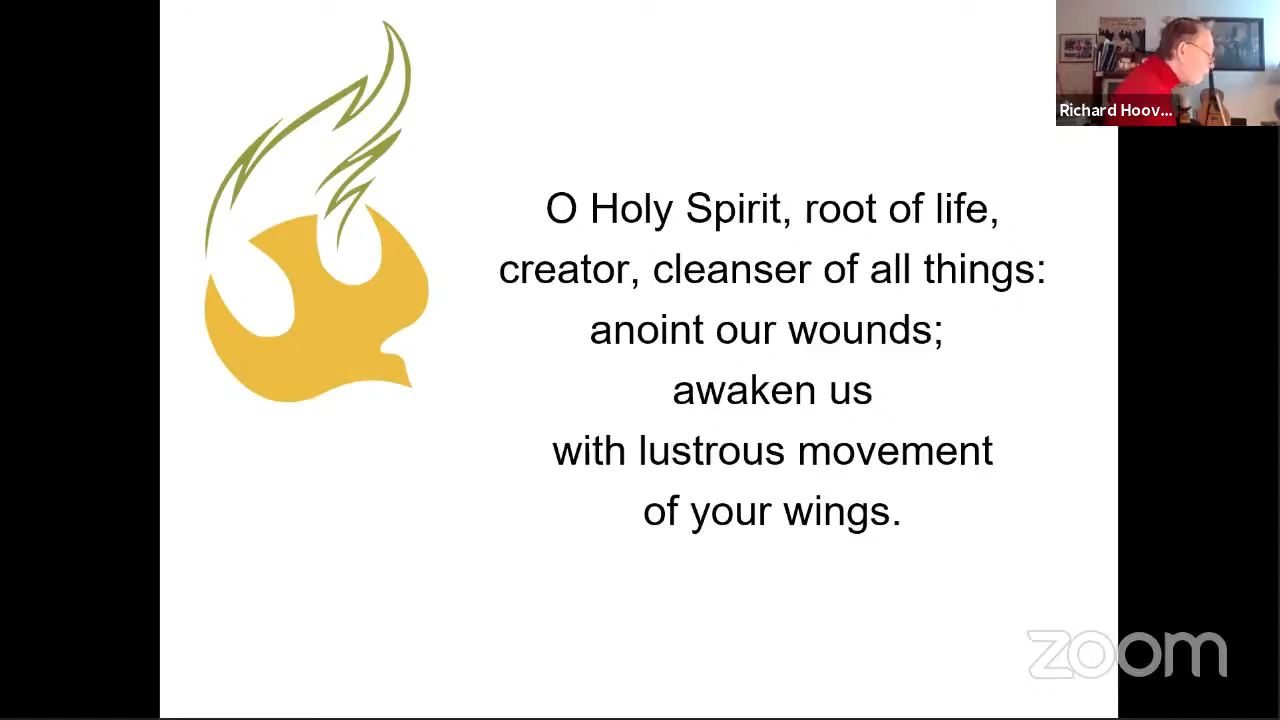 Richard Hoov...
O Holy Spirit, root of life,
creator, cleanser of all things:
anoint our wounds;
awaken us
with lustrous movement
of your wings.
zoom